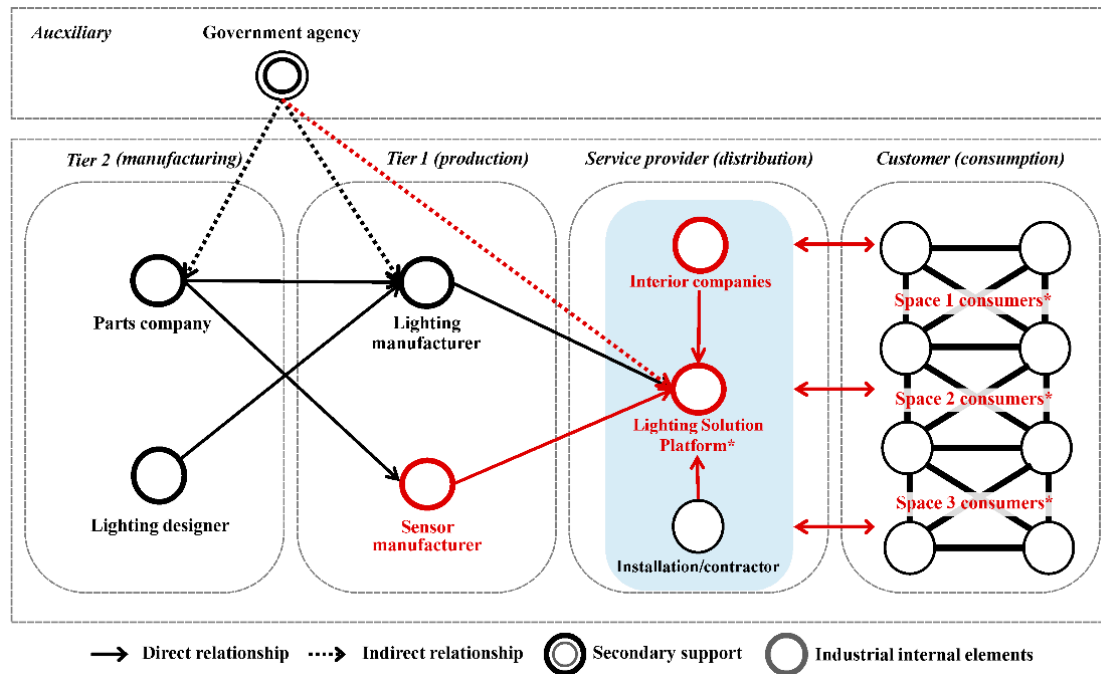 Aucxiliary
Government agency
Tier 2 (manufacturing)
Tier 1 (production)
Service provider (distribution)
Customer (consumption)
Parts company
Lighting designer
Lighting
manufacturer
Sensor
manufacturer
Interior companies
Lighting Solution
Platform*
Installation/contractor
Space 1 consumers*
Space 2 consumers*
Space 3 consumers*
Direct relationship
Indirect relationship
Secondary support
Industrial internal elements